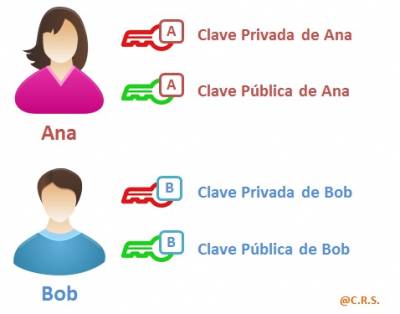 A Clave Privada de Ana
A Clave Pública de Ana
Ana
B Clave Privada de Bob
B Clave Pública de Bob
Bob
@C.R.S.